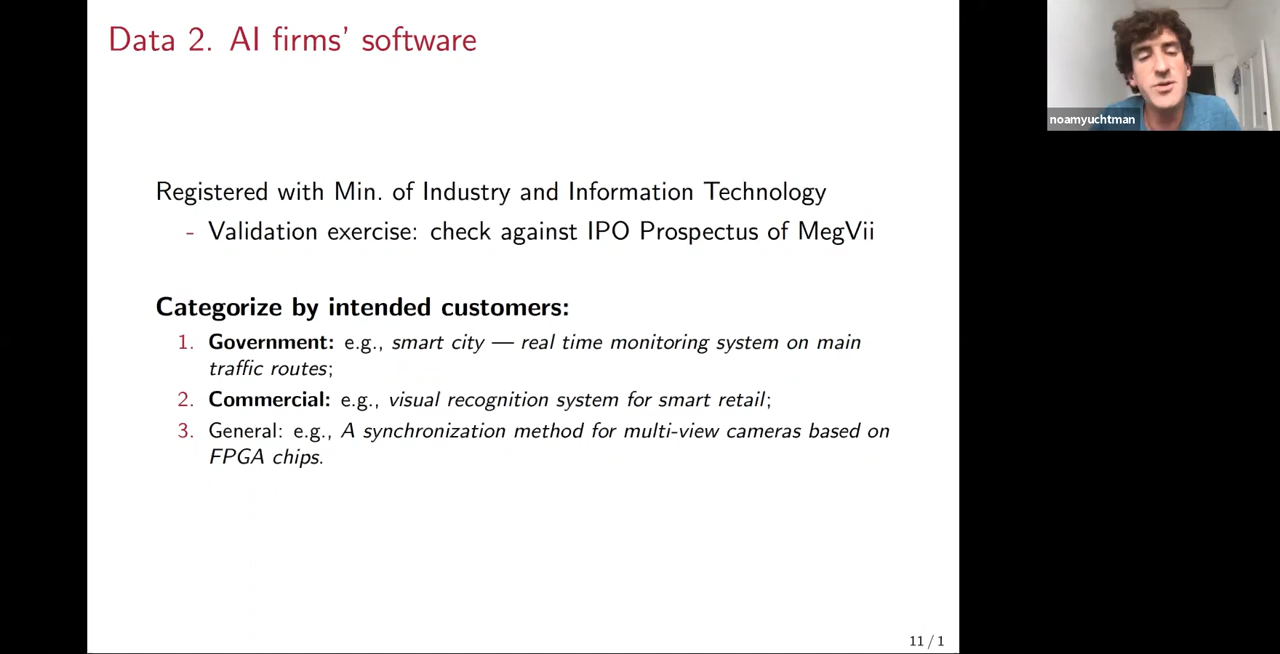 Data 2. AI firms' software
noamyuchtman
Registered with Min. of Industry and Information Technology
- Validation exercise: check against IPO Prospectus of MegVii
Categorize by intended customers:
1. Government: e.g., smart city — real time monitoring system on main
traffic routes;
2. Commercial: e.g., visual recognition system for smart retail;
3. General: e.g., A synchronization method for multi-view cameras based on
FPGA chips.
11 / 1